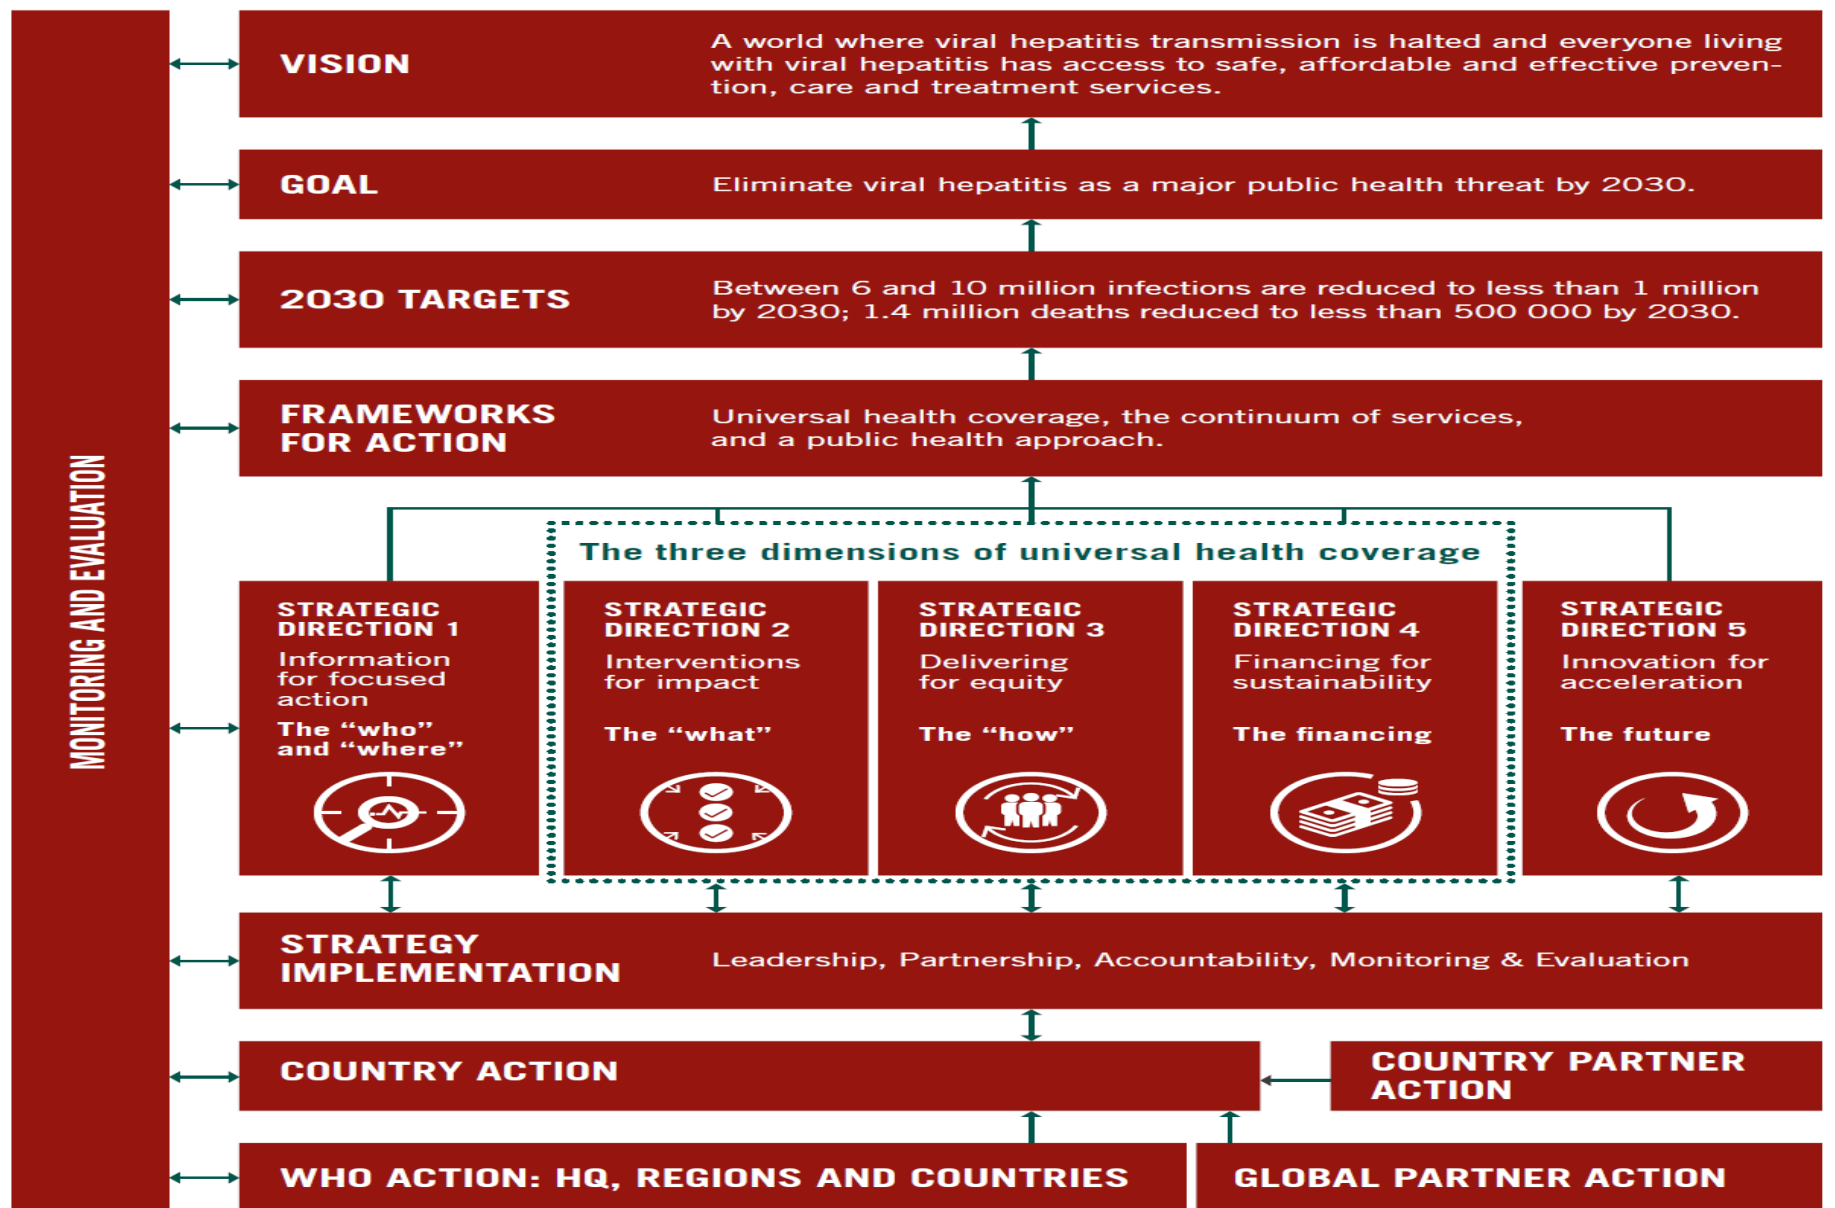 MONITORING AND EVALUATION
VISION
A world where viral hepatitis transmission is halted and everyone living
with viral hepatitis has access to safe, affordable and effective preven-
tion, care and treatment services.
GOAL
Eliminate viral hepatitis as a major public health threat by 2030.
2030 TARGETS
Between 6 and 10 million infections are reduced to less than 1 million
by 2030; 1.4 million deaths reduced to less than 500 000 by 2030.
FRAMEWORKS
FOR ACTION
Universal health coverage, the continuum of services,
and a public health approach.
The three dimensions of universal health coverage
STRATEGIC
DIRECTION 1
Information
for focused
action
The “who”
and “where”
STRATEGIC
DIRECTION 2
Interventions
for impact
The “what”
STRATEGIC
DIRECTION 3
Delivering
for equity
The “how”
STRATEGIC
DIRECTION 4
Financing for
sustainability
The financing
STRATEGIC
DIRECTION 5
Innovation for
acceleration
The future
STRATEGY
IMPLEMENTATION
Leadership, Partnership, Accountability, Monitoring & Evaluation
COUNTRY ACTION
COUNTRY PARTNER
ACTION
WHO ACTION: HQ, REGIONS AND COUNTRIES
GLOBAL PARTNER ACTION